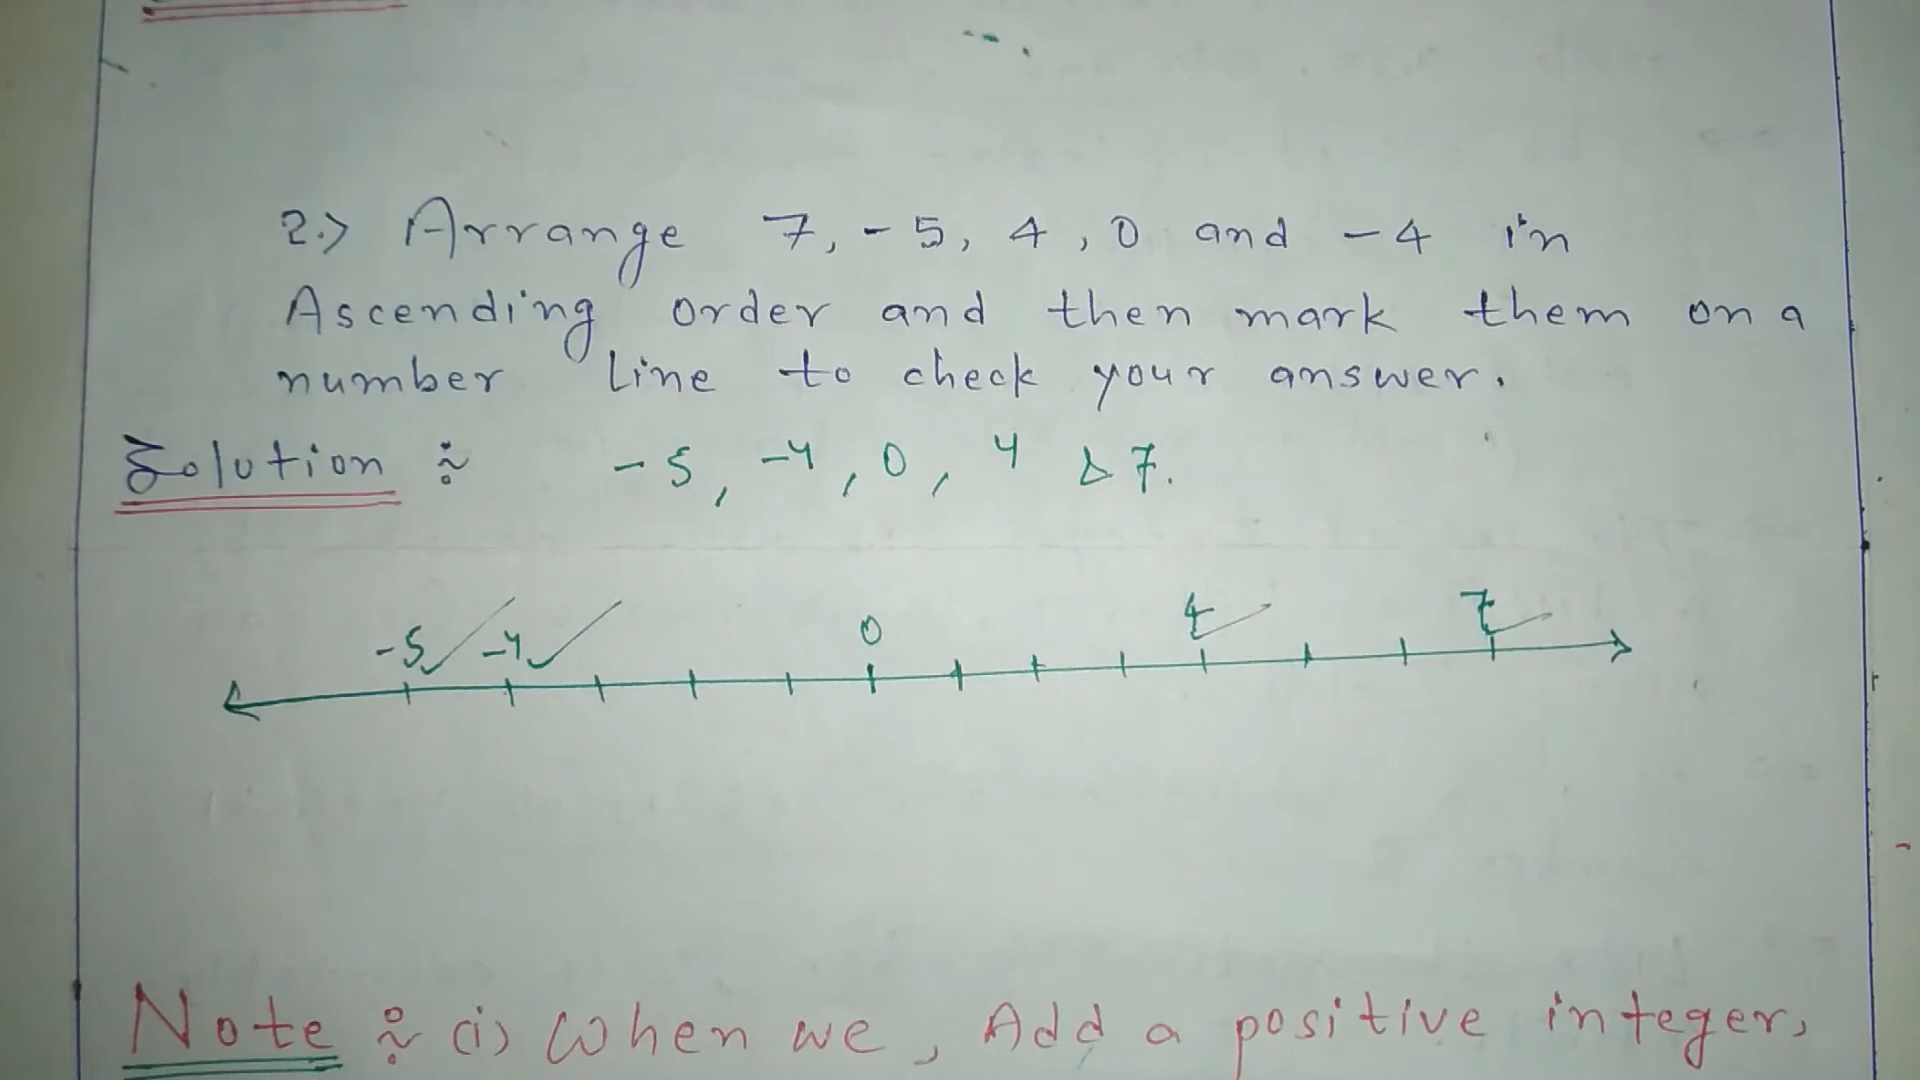 2.) Arrange 7, -5, 4, 0 and -4 in
Ascending order and then mark them on a
number line to check your answer.
Solution : -5, -4, 0, 4 & 7.
-5 -4 0 4 7
Note : (i) When we, Add a positive integer,